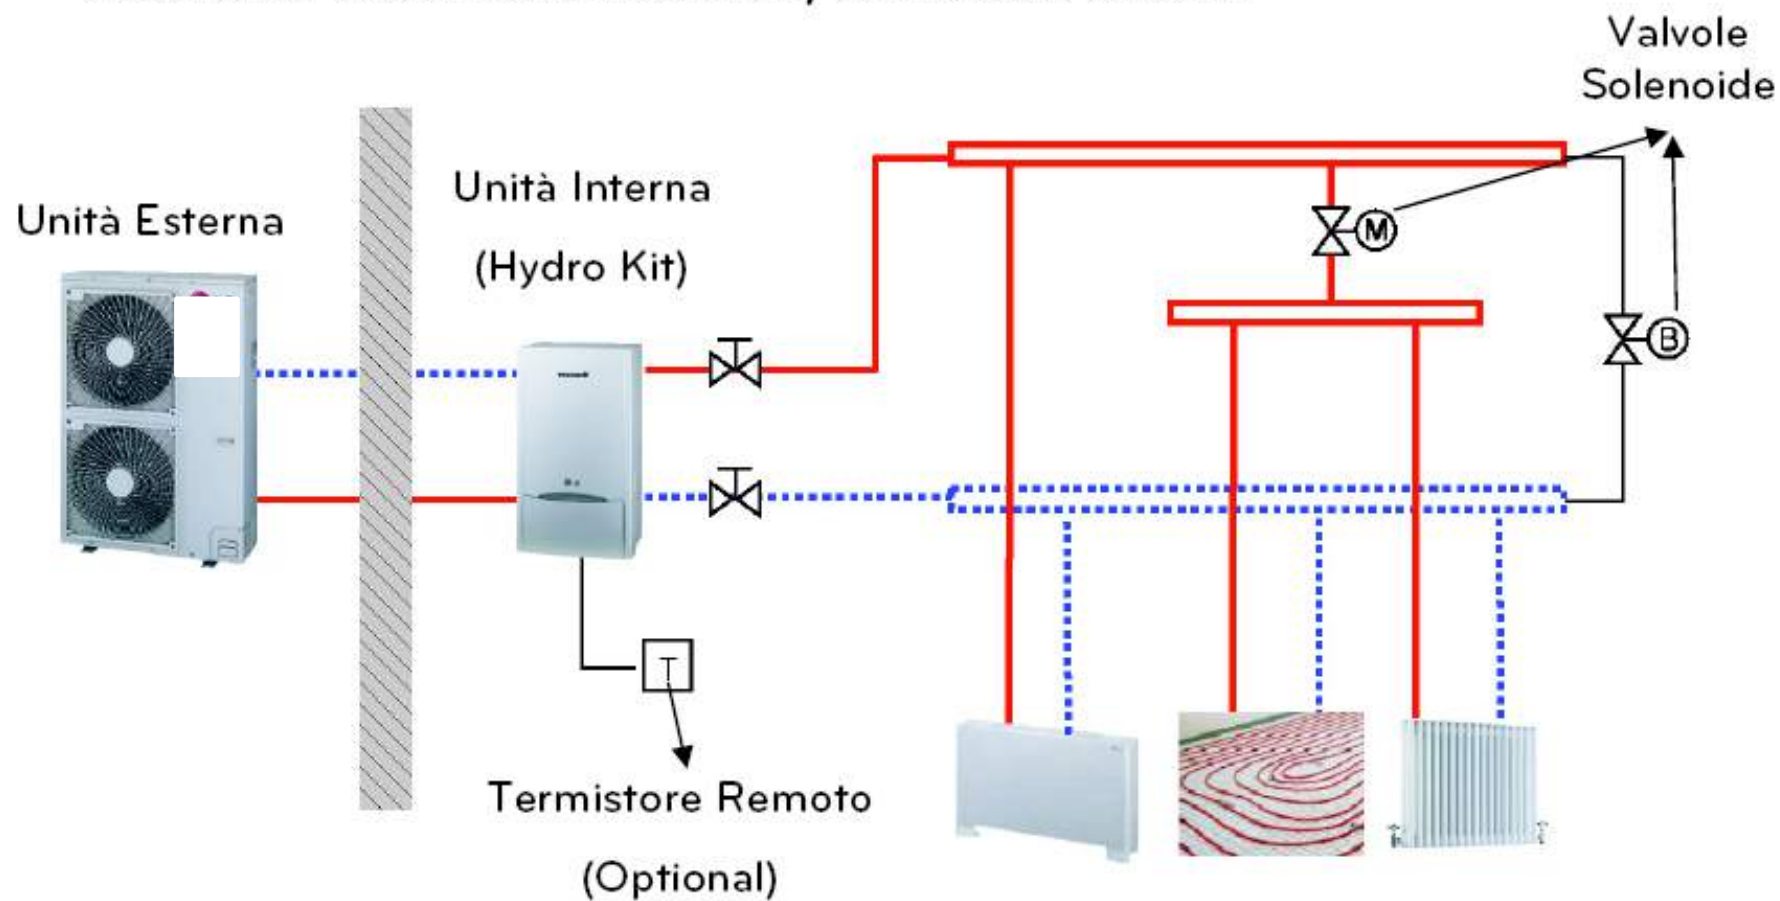 Valvole
Solenoide
Unità Interna
Unità Esterna
(Hydro Kit)
M
B
T
Termistore Remoto
(Optional)